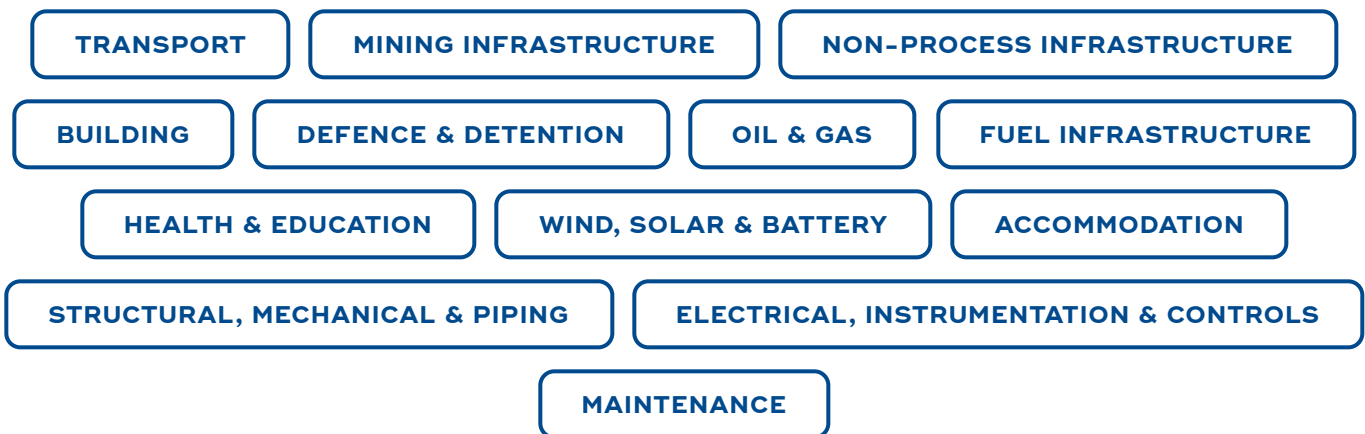 TRANSPORT
MINING INFRASTRUCTURE
NON-PROCESS INFRASTRUCTURE
BUILDING
DEFENCE & DETENTION
OIL & GAS
FUEL INFRASTRUCTURE
HEALTH & EDUCATION
WIND, SOLAR & BATTERY
ACCOMMODATION
STRUCTURAL, MECHANICAL & PIPING
ELECTRICAL, INSTRUMENTATION & CONTROLS
MAINTENANCE